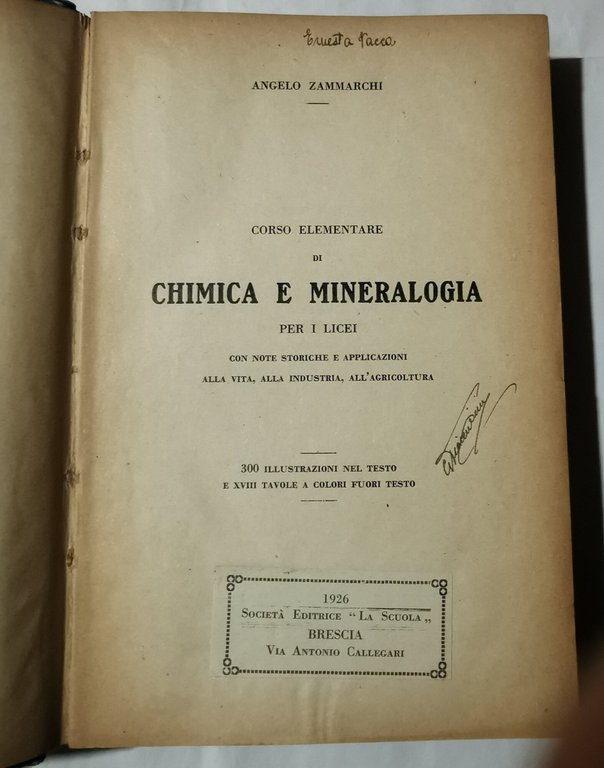 Ernesta Vacca
ANGELO ZAMMARCHI
CORSO ELEMENTARE
DI
CHIMICA E MINERALOGIA
PER I LICEI
CON NOTE STORICHE E APPLICAZIONI
ALLA VITA, ALLA INDUSTRIA, ALL'AGRICOLTURA
300 ILLUSTRAZIONI NEL TESTO
E XVIII TAVOLE A COLORI FUORI TESTO
1926
SOCIETÀ EDITRICE "LA SCUOLA„
BRESCIA
VIA ANTONIO CALLEGARI